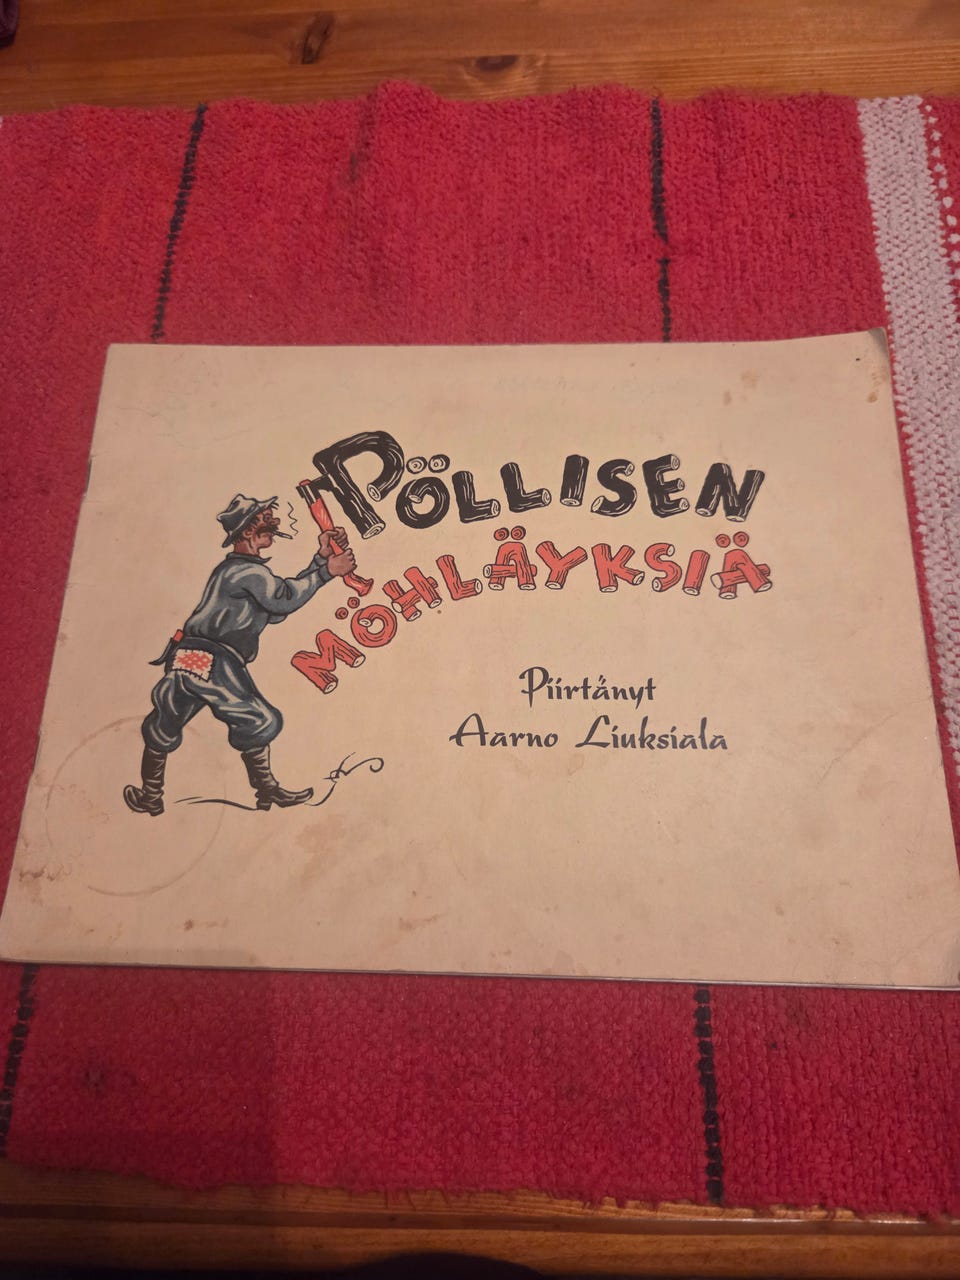 PÖLLISEN
MÖHLÄYKSIÄ
Piirtänyt
Aarno Liuksiala